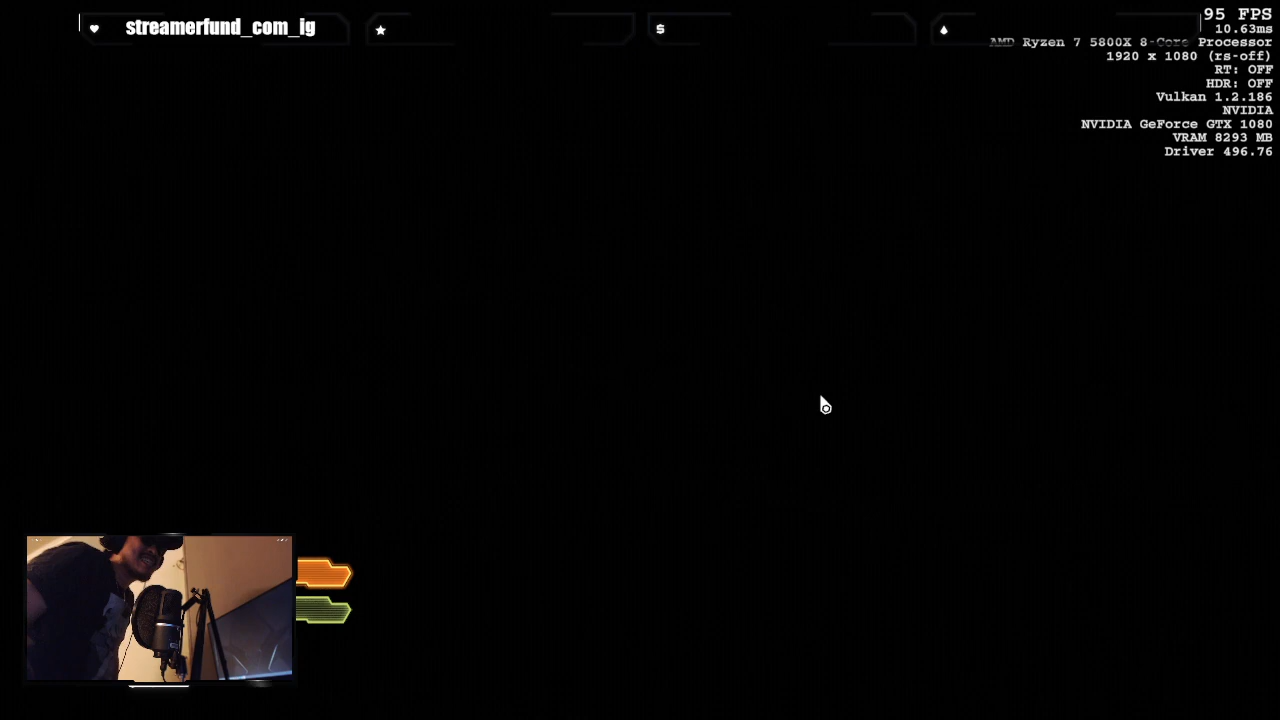 streamerfund_com_ig
$
95 FPS
10.63ms
AMD Ryzen 7 5800X 8-Core Processor
1920 x 1080 (rs-off)
RT: OFF
HDR: OFF
Vulkan 1.2.186
NVIDIA
NVIDIA GeForce GTX 1080
VRAM 8293 MB
Driver 496.76